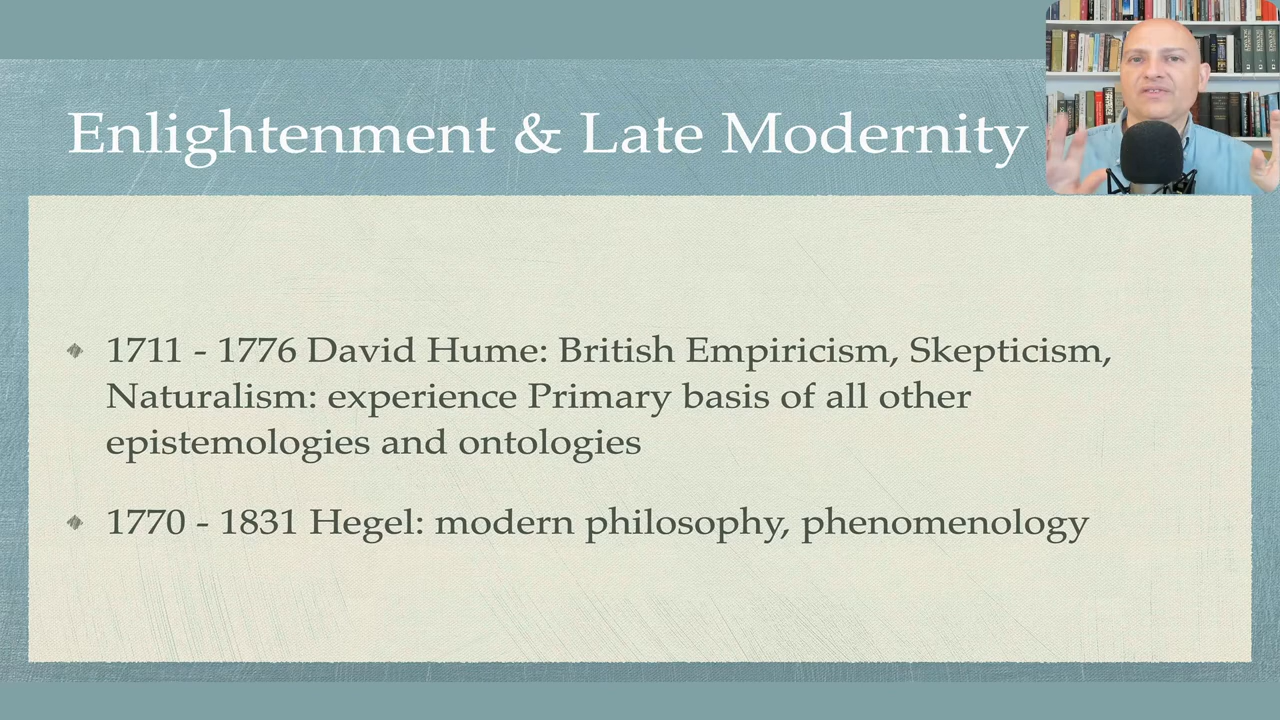 Enlightenment & Late Modernity
1711 - 1776 David Hume: British Empiricism, Skepticism,
Naturalism: experience Primary basis of all other
epistemologies and ontologies
1770 - 1831 Hegel: modern philosophy, phenomenology